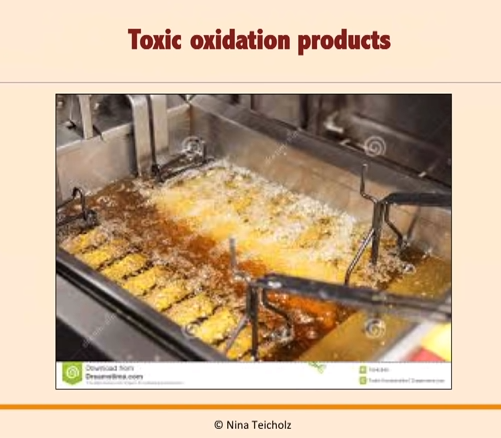 Toxic oxidation products
Download from
Dreamstime.com
© Nina Teicholz